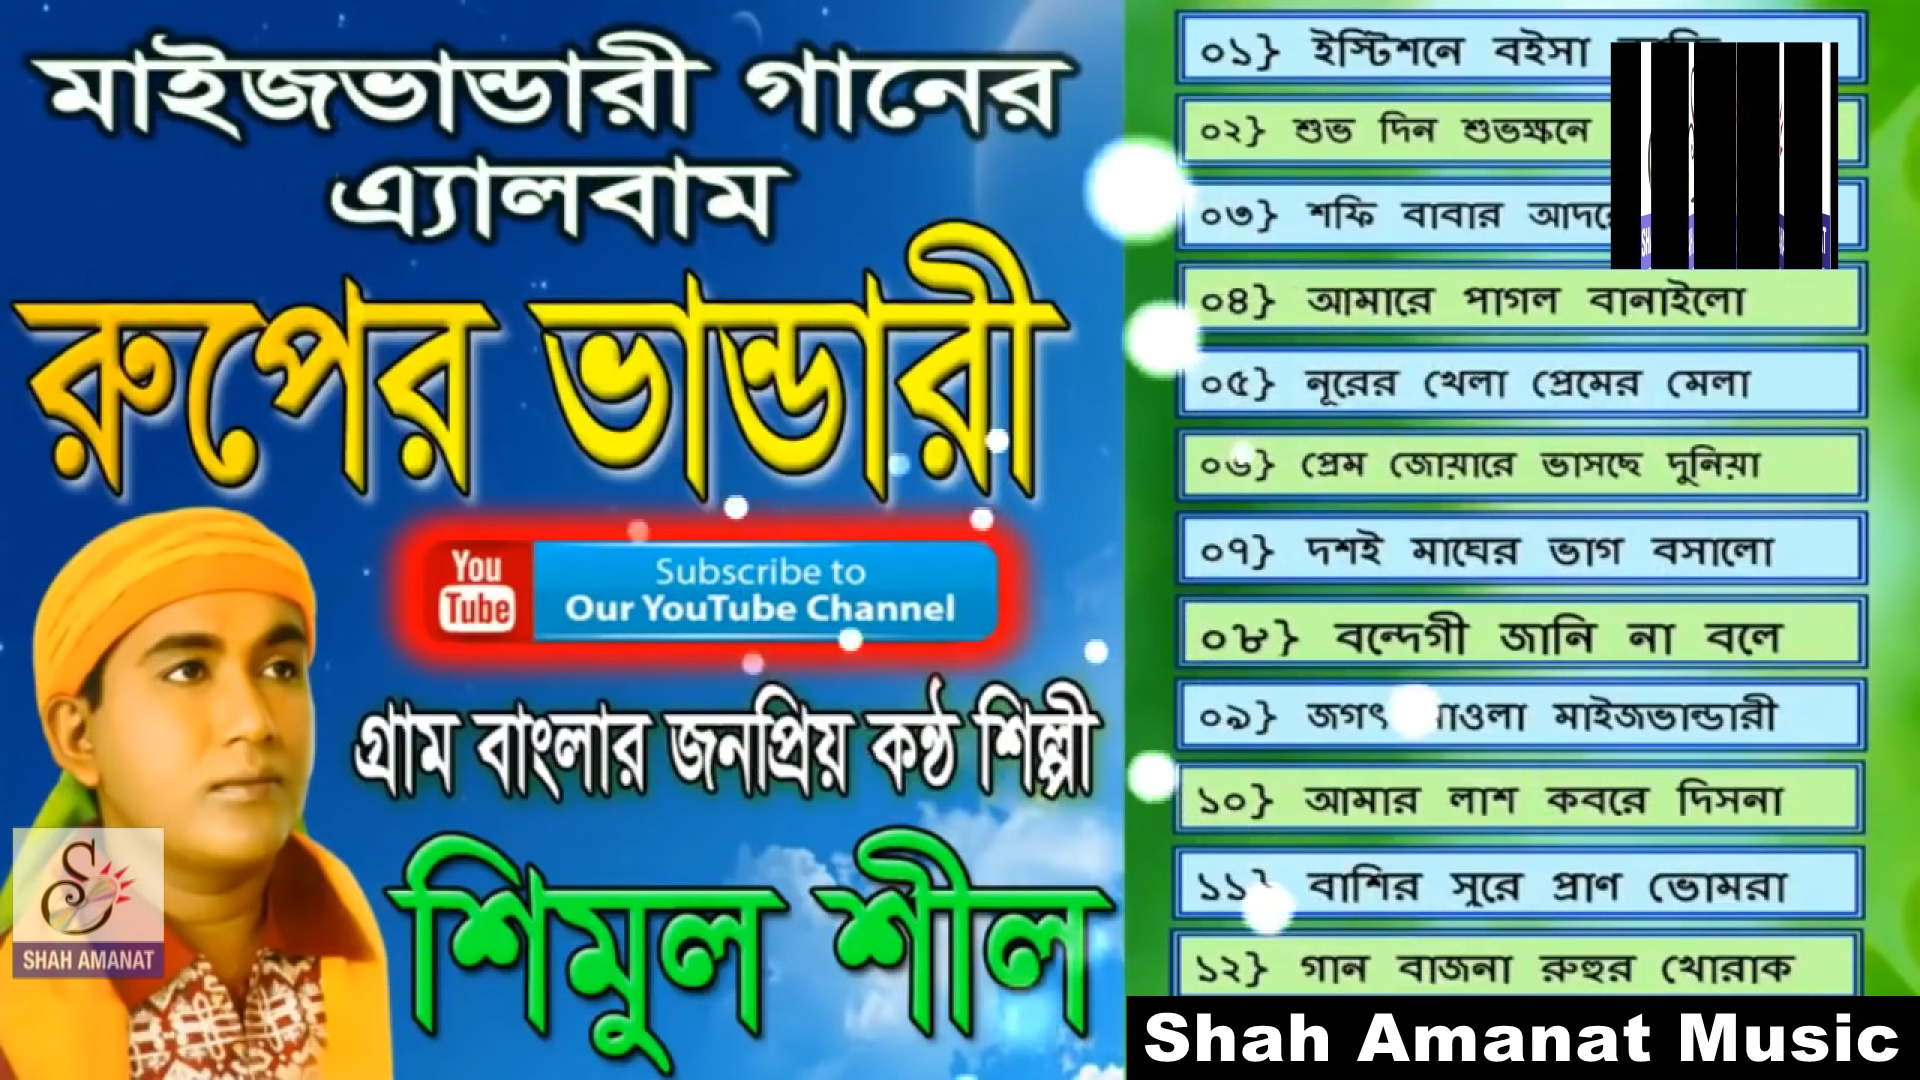 মাইজভান্ডারী গানের
এ্যালবাম
রুপের ভান্ডারী
You
Tube
Subscribe to
Our YouTube Channel
গ্রাম বাংলার জনপ্রিয় কন্ঠ শিল্পী
শিমুল শীল
SHAH AMANAT
০১} ইস্টিশনে বইসা
০২} শুভ দিন শুভক্ষনে
০৩} শফি বাবার
০৪} আমারে পাগল বানাইলো
০৫} নূরের খেলা প্রেমের মেলা
০৬} প্রেম জোয়ারে ভাসছে দুনিয়া
০৭} দশই মাঘের ভাগ বসালো
০৮} বন্দেগী জানি না বলে
০৯} জগৎ মাইজভান্ডারী
১০} আমার লাশ কবরে দিসনা
১১} বাশির সুরে প্রাণ ভোমরা
১২} গান বাজনা রুহুর খোরাক
Shah Amanat Music